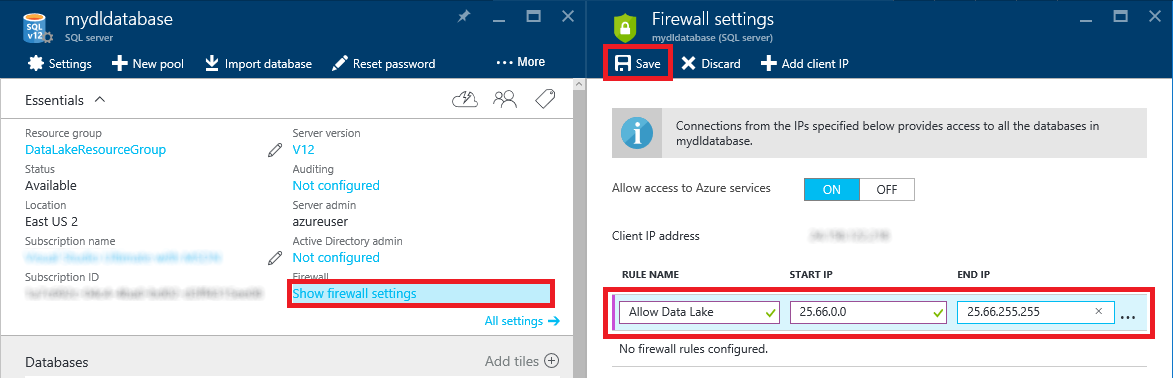 mydldatabase
SQL server
SQL
v12
Settings
New pool
Import database
Reset password
More
Essentials
Resource group
DataLakeResourceGroup
Server version
V12
Status
Available
Auditing
Not configured
Location
East US 2
Server admin
azureuser
Subscription name
Active Directory admin
Not configured
Subscription ID
Firewall
Show firewall settings
All settings
Databases
Add tiles
Firewall settings
mydldatabase (SQL server)
Save
Discard
Add client IP
Connections from the IPs specified below provides access to all the databases in
mydldatabase.
Allow access to Azure services
ON
OFF
Client IP address
RULE NAME
START IP
END IP
Allow Data Lake
25.66.0.0
25.66.255.255
No firewall rules configured.